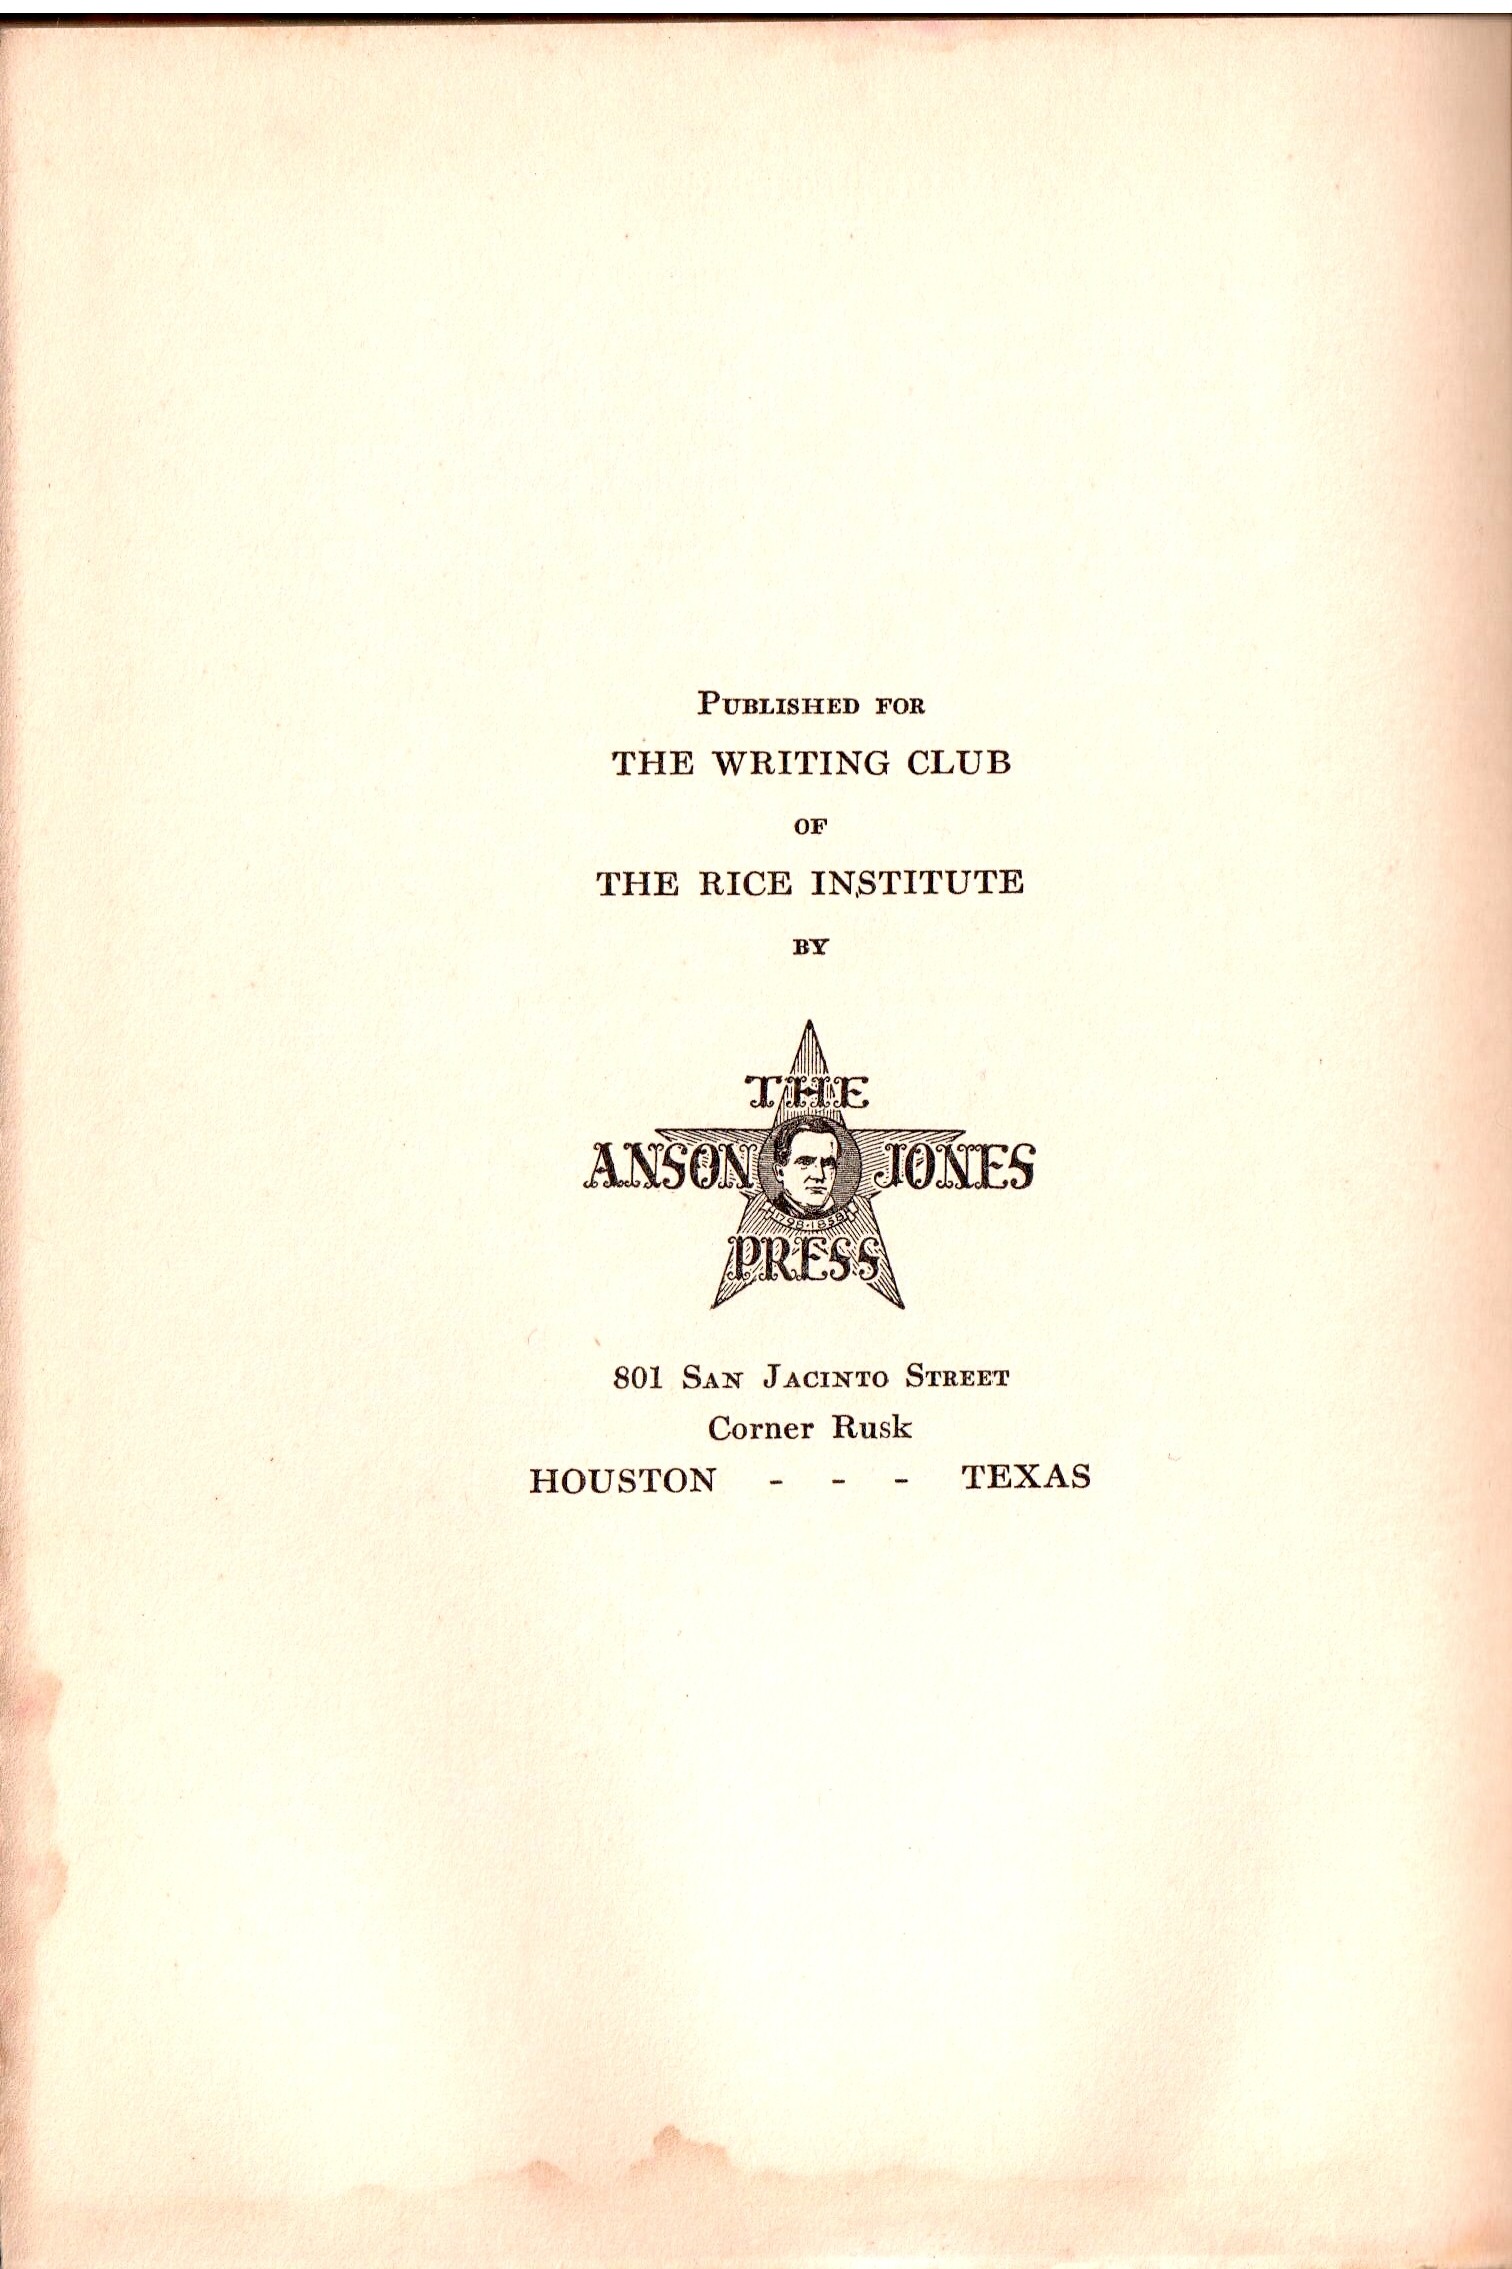 PUBLISHED FOR
THE WRITING CLUB
OF
THE RICE INSTITUTE
BY
THE
ANSON JONES
1798·1858
PRESS
801 SAN JACINTO STREET
Corner Rusk
HOUSTON - - - TEXAS